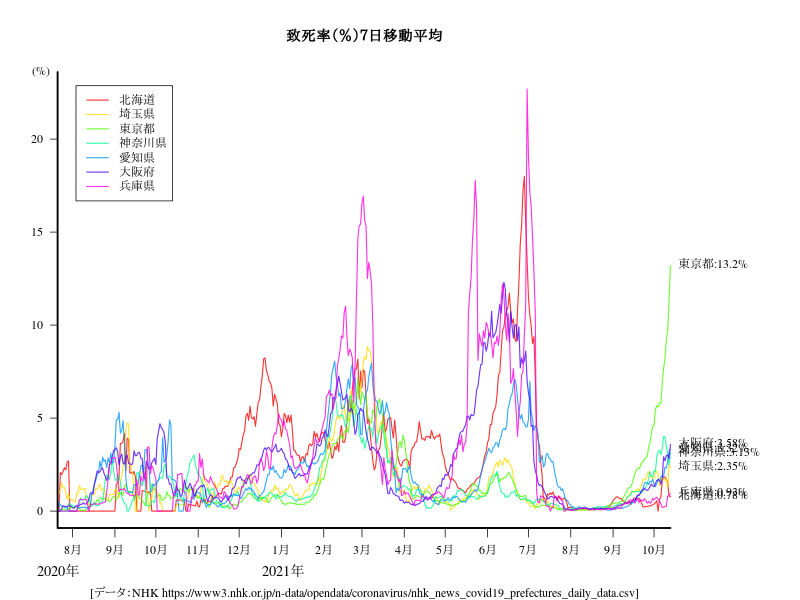 致死率(%)7日移動平均
(%)
20
15
10
5
0
北海道
埼玉県
東京都
神奈川県
愛知県
大阪府
兵庫県
東京都:13.2%
大阪府:3.58%
神奈川県:3.13%
埼玉県:2.35%
兵庫県:0.93%
北海道:0.78%
8月 9月 10月 11月 12月 1月 2月 3月 4月 5月 6月 7月 8月 9月 10月
2020年 2021年
[データ:NHK https://www3.nhk.or.jp/n-data/opendata/coronavirus/nhk_news_covid19_prefectures_daily_data.csv]